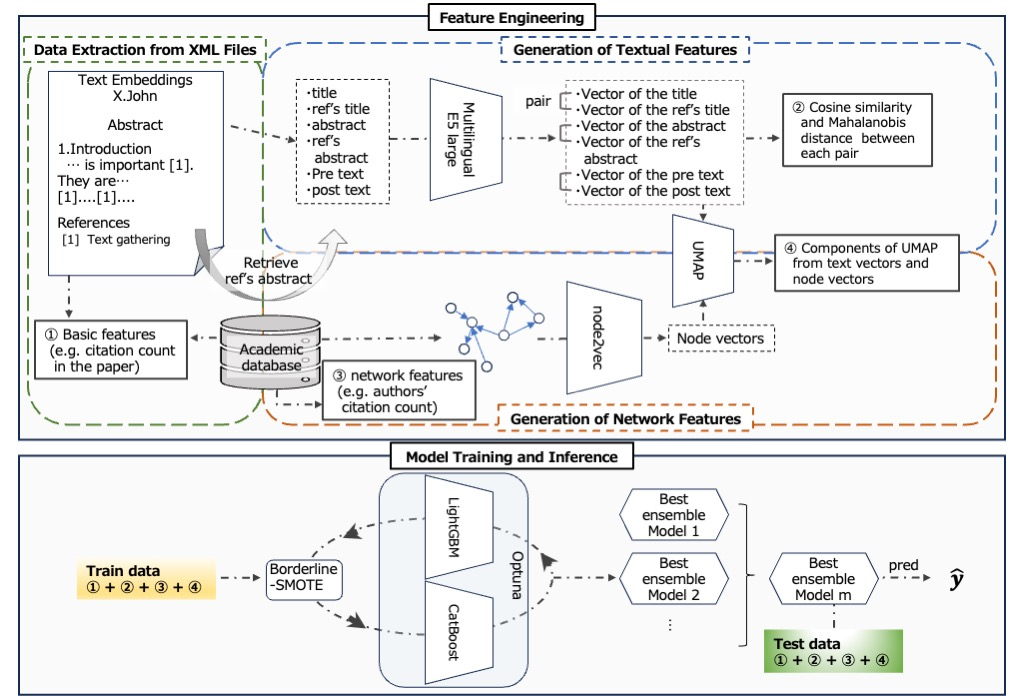 Feature Engineering
Data Extraction from XML Files
Text Embeddings
X.John
Abstract
1.Introduction
⋯ is important [1].
They are⋯
[1]....[1]....
References
[1] Text gathering
Retrieve
ref's abstract
① Basic features
(e.g. citation count
in the paper)
Academic
database
Generation of Textual Features
・title
・ref's title
・abstract
・ref's
abstract
・Pre text
・post text
Multilingual
E5 large
pair
・Vector of the title
・Vector of the ref's title
・Vector of the abstract
・Vector of the ref's
abstract
・Vector of the pre text
・Vector of the post text
② Cosine similarity
and Mahalanobis
distance between
each pair
UMAP
④ Components of UMAP
from text vectors and
node vectors
node2vec
Node vectors
③ network features
(e.g. authors'
citation count)
Generation of Network Features
Model Training and Inference
Train data
① + ② + ③ + ④
Borderline
-SMOTE
LightGBM
CatBoost
Optuna
Best
ensemble
Model 1
Best
ensemble
Model 2
⋮
Best
ensemble
Model m
pred
ŷ
Test data
① + ② + ③ + ④